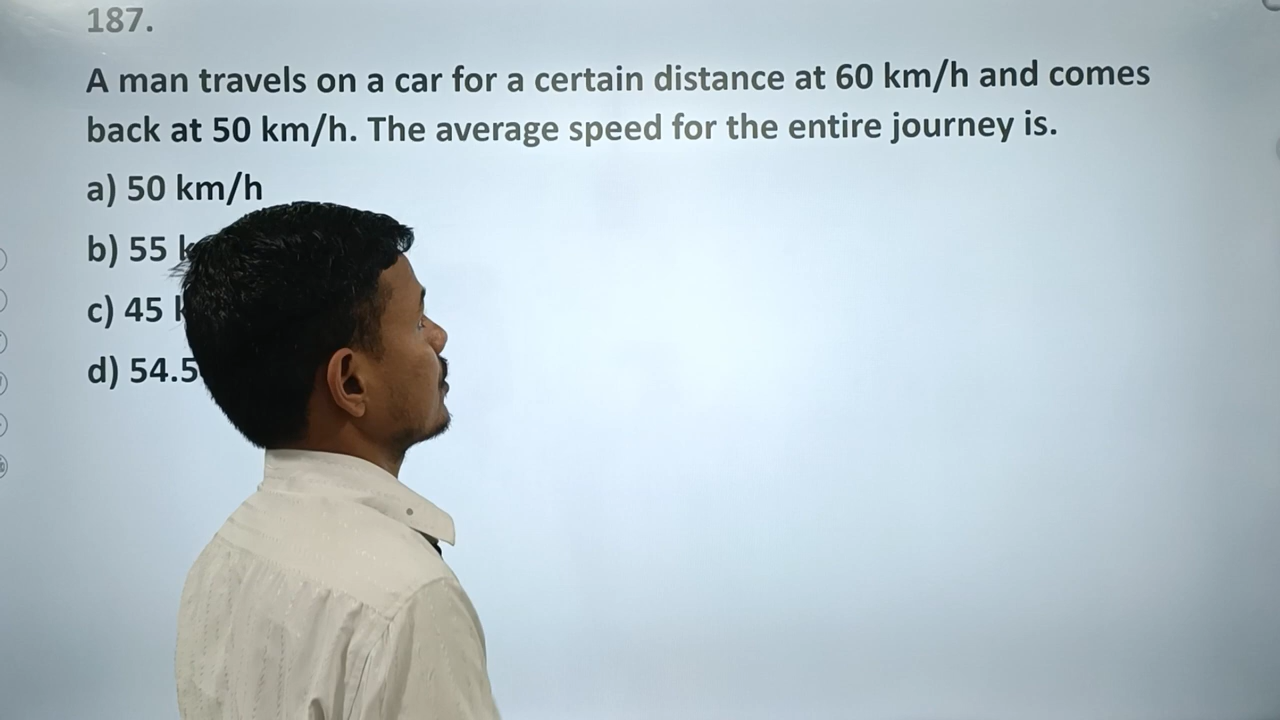 187.
A man travels on a car for a certain distance at 60 km/h and comes
back at 50 km/h. The average speed for the entire journey is.
a) 50 km/h
b) 55
c) 45
d) 54.5